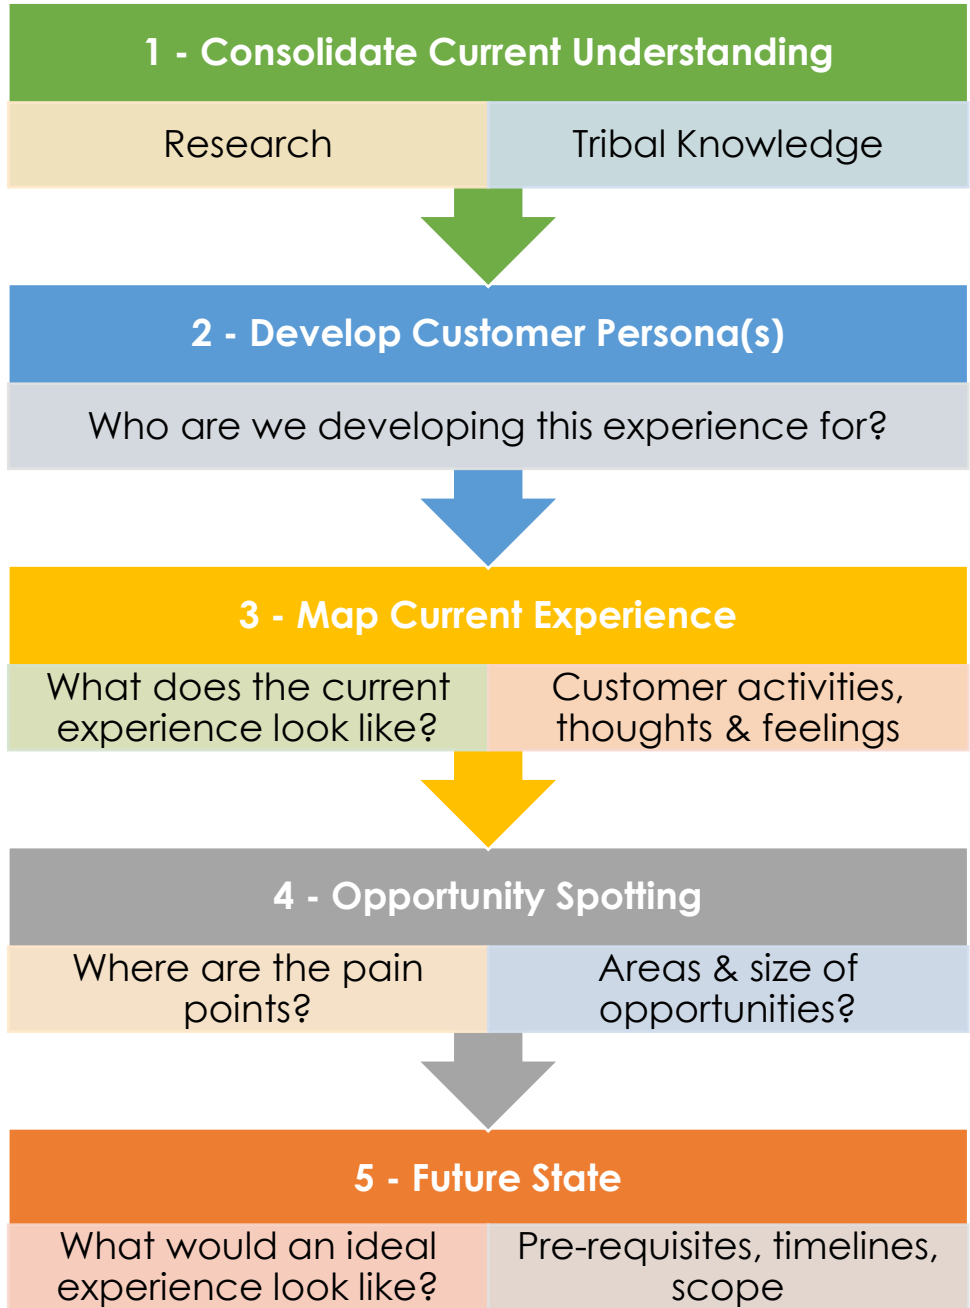 1 - Consolidate Current Understanding
Research
Tribal Knowledge
2 - Develop Customer Persona(s)
Who are we developing this experience for?
3 - Map Current Experience
What does the current
experience look like?
Customer activities,
thoughts & feelings
4 - Opportunity Spotting
Where are the pain
points?
Areas & size of
opportunities?
5 - Future State
What would an ideal
experience look like?
Pre-requisites, timelines,
scope